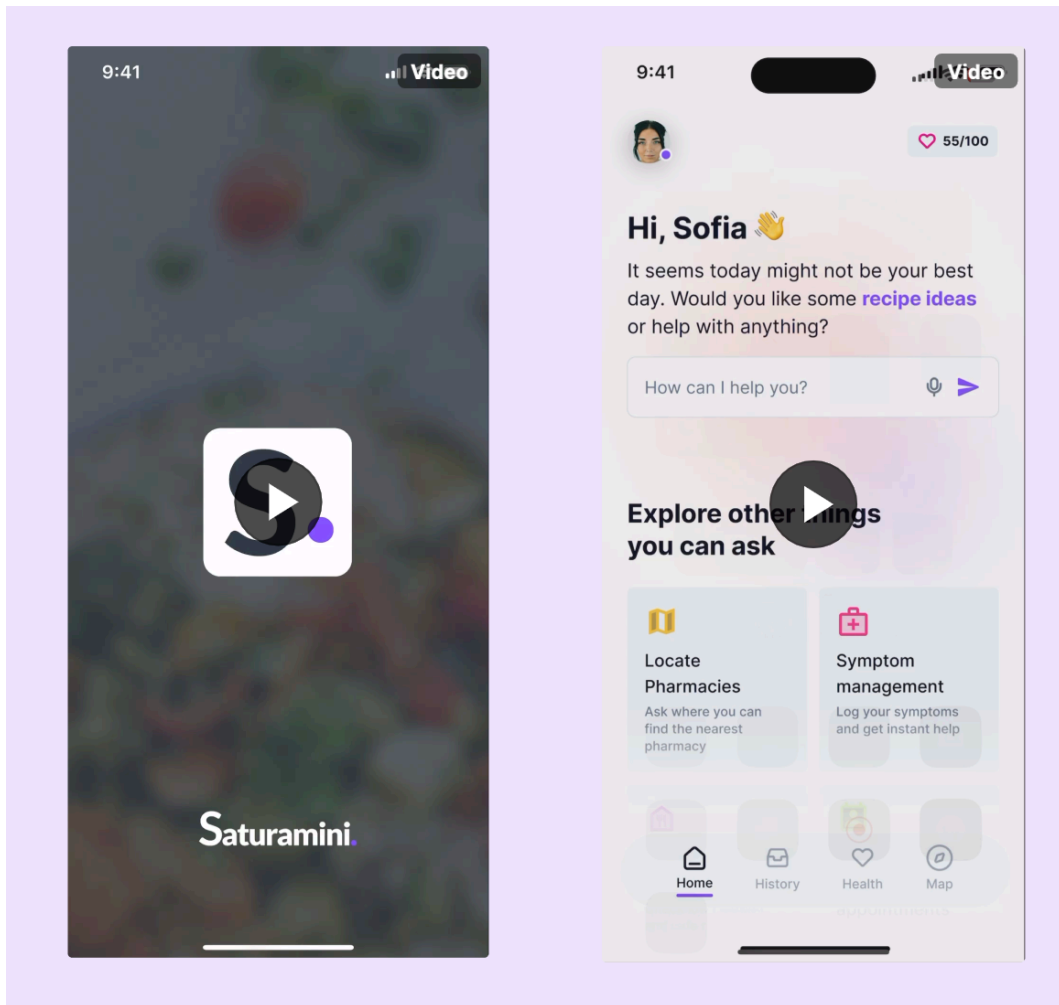 9:41
Video
S.
Saturamini.
9:41
Video
55/100
Hi, Sofia 👋
It seems today might not be your best
day. Would you like some recipe ideas
or help with anything?
How can I help you?
Explore other things
you can ask
Locate
Pharmacies
Ask where you can
find the nearest
pharmacy
Symptom
management
Log your symptoms
and get instant help
Home
History
Health
Map